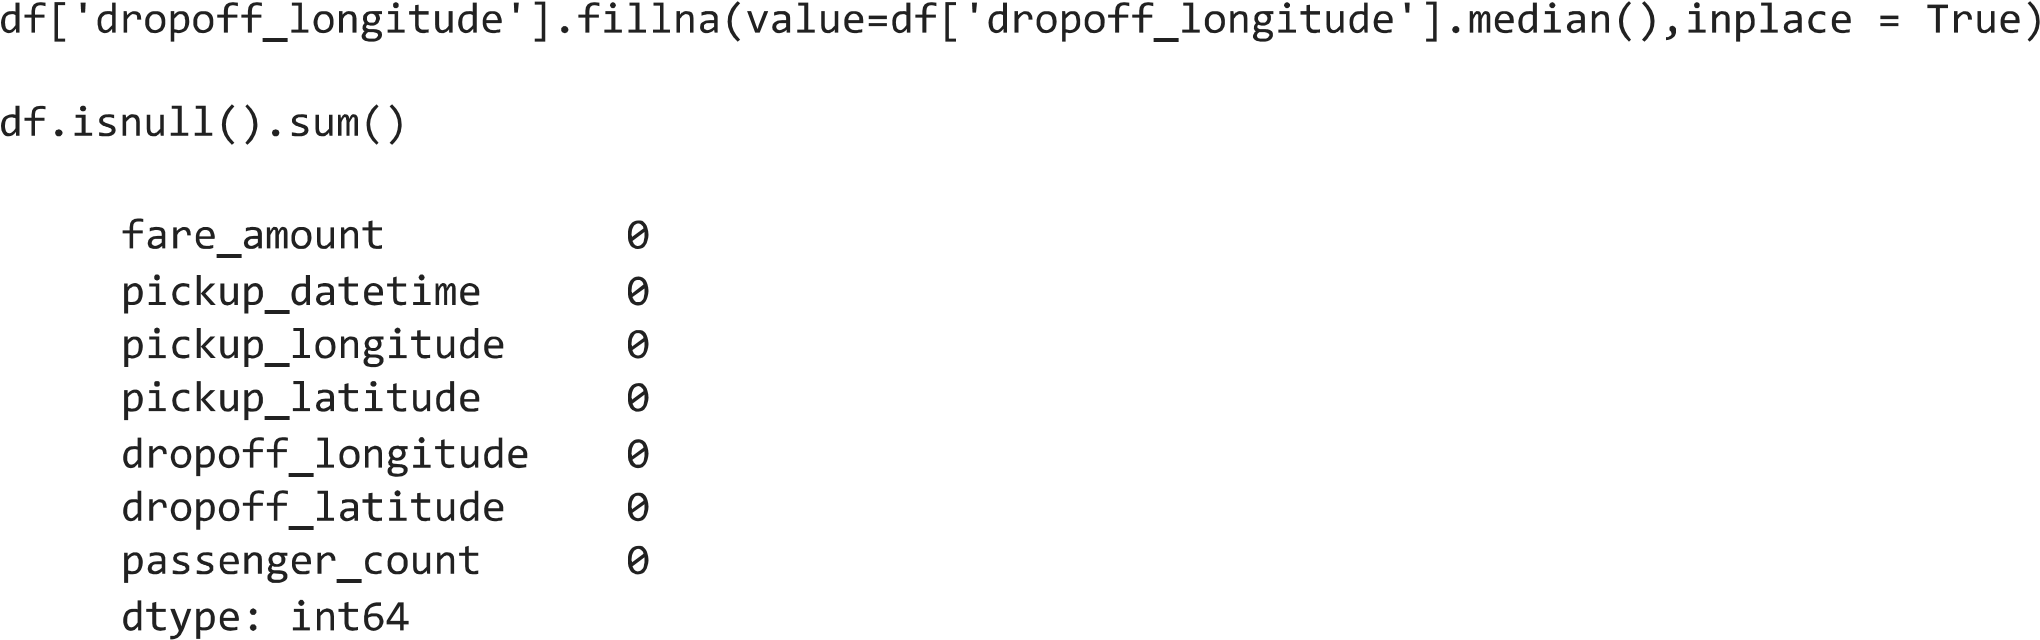 df['dropoff_longitude'].fillna(value=df['dropoff_longitude'].median(),inplace = True)
df.isnull().sum()
fare_amount 0
pickup_datetime 0
pickup_longitude 0
pickup_latitude 0
dropoff_longitude 0
dropoff_latitude 0
passenger_count 0
dtype: int64